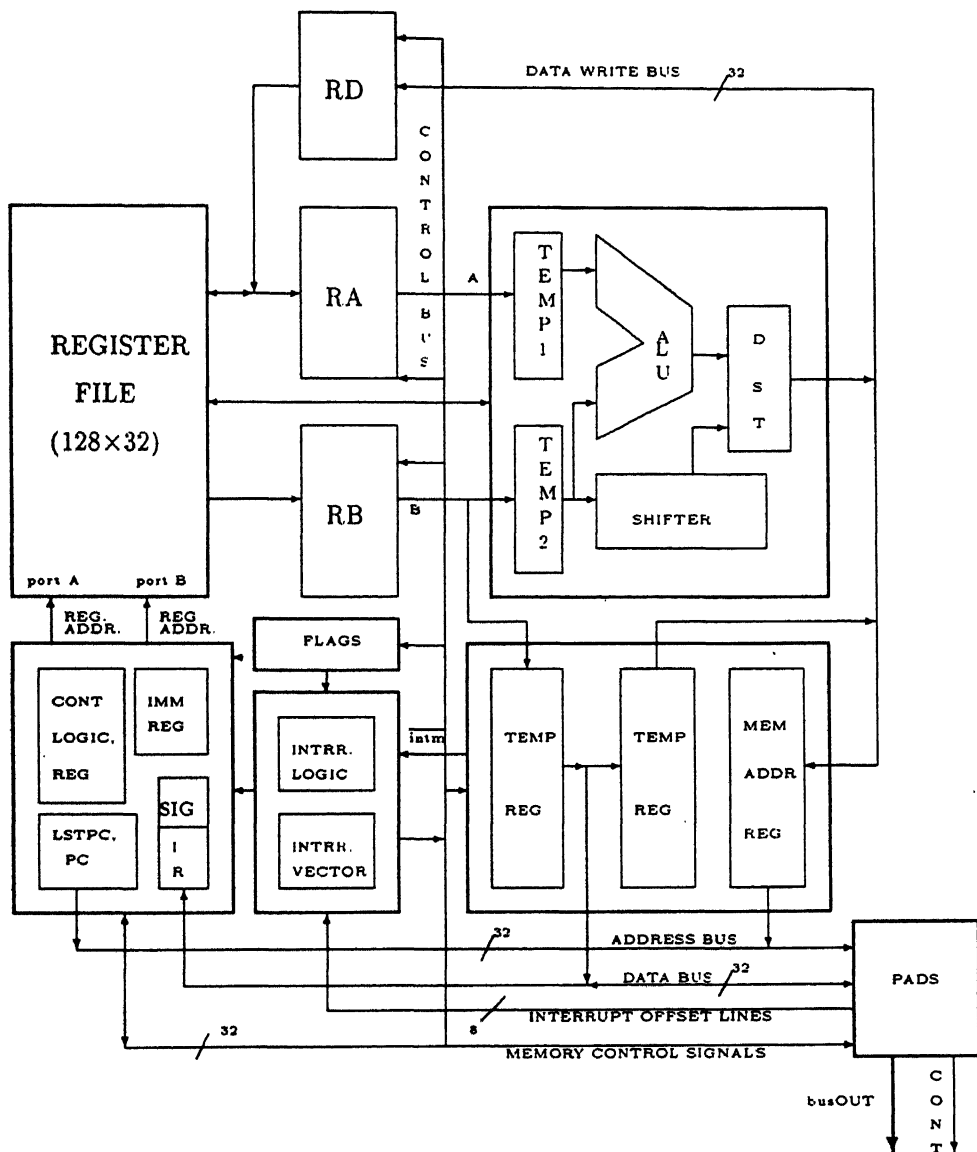 RD
DATA WRITE BUS
32
CONTROL BUS
REGISTER
FILE
(128×32)
RA
A
TEMP1
ALU
DST
RB
B
TEMP2
SHIFTER
port A
port B
REG.
ADDR.
REG
ADDR.
FLAGS
CONT
LOGIC,
REG
IMM
REG
SIG
IR
LSTPC,
PC
INTRR.
LOGIC
INTRR.
VECTOR
intm
TEMP
REG
TEMP
REG
MEM
ADDR
REG
32
ADDRESS BUS
DATA BUS
32
PADS
8
INTERRUPT OFFSET LINES
32
MEMORY CONTROL SIGNALS
busOUT
CONT